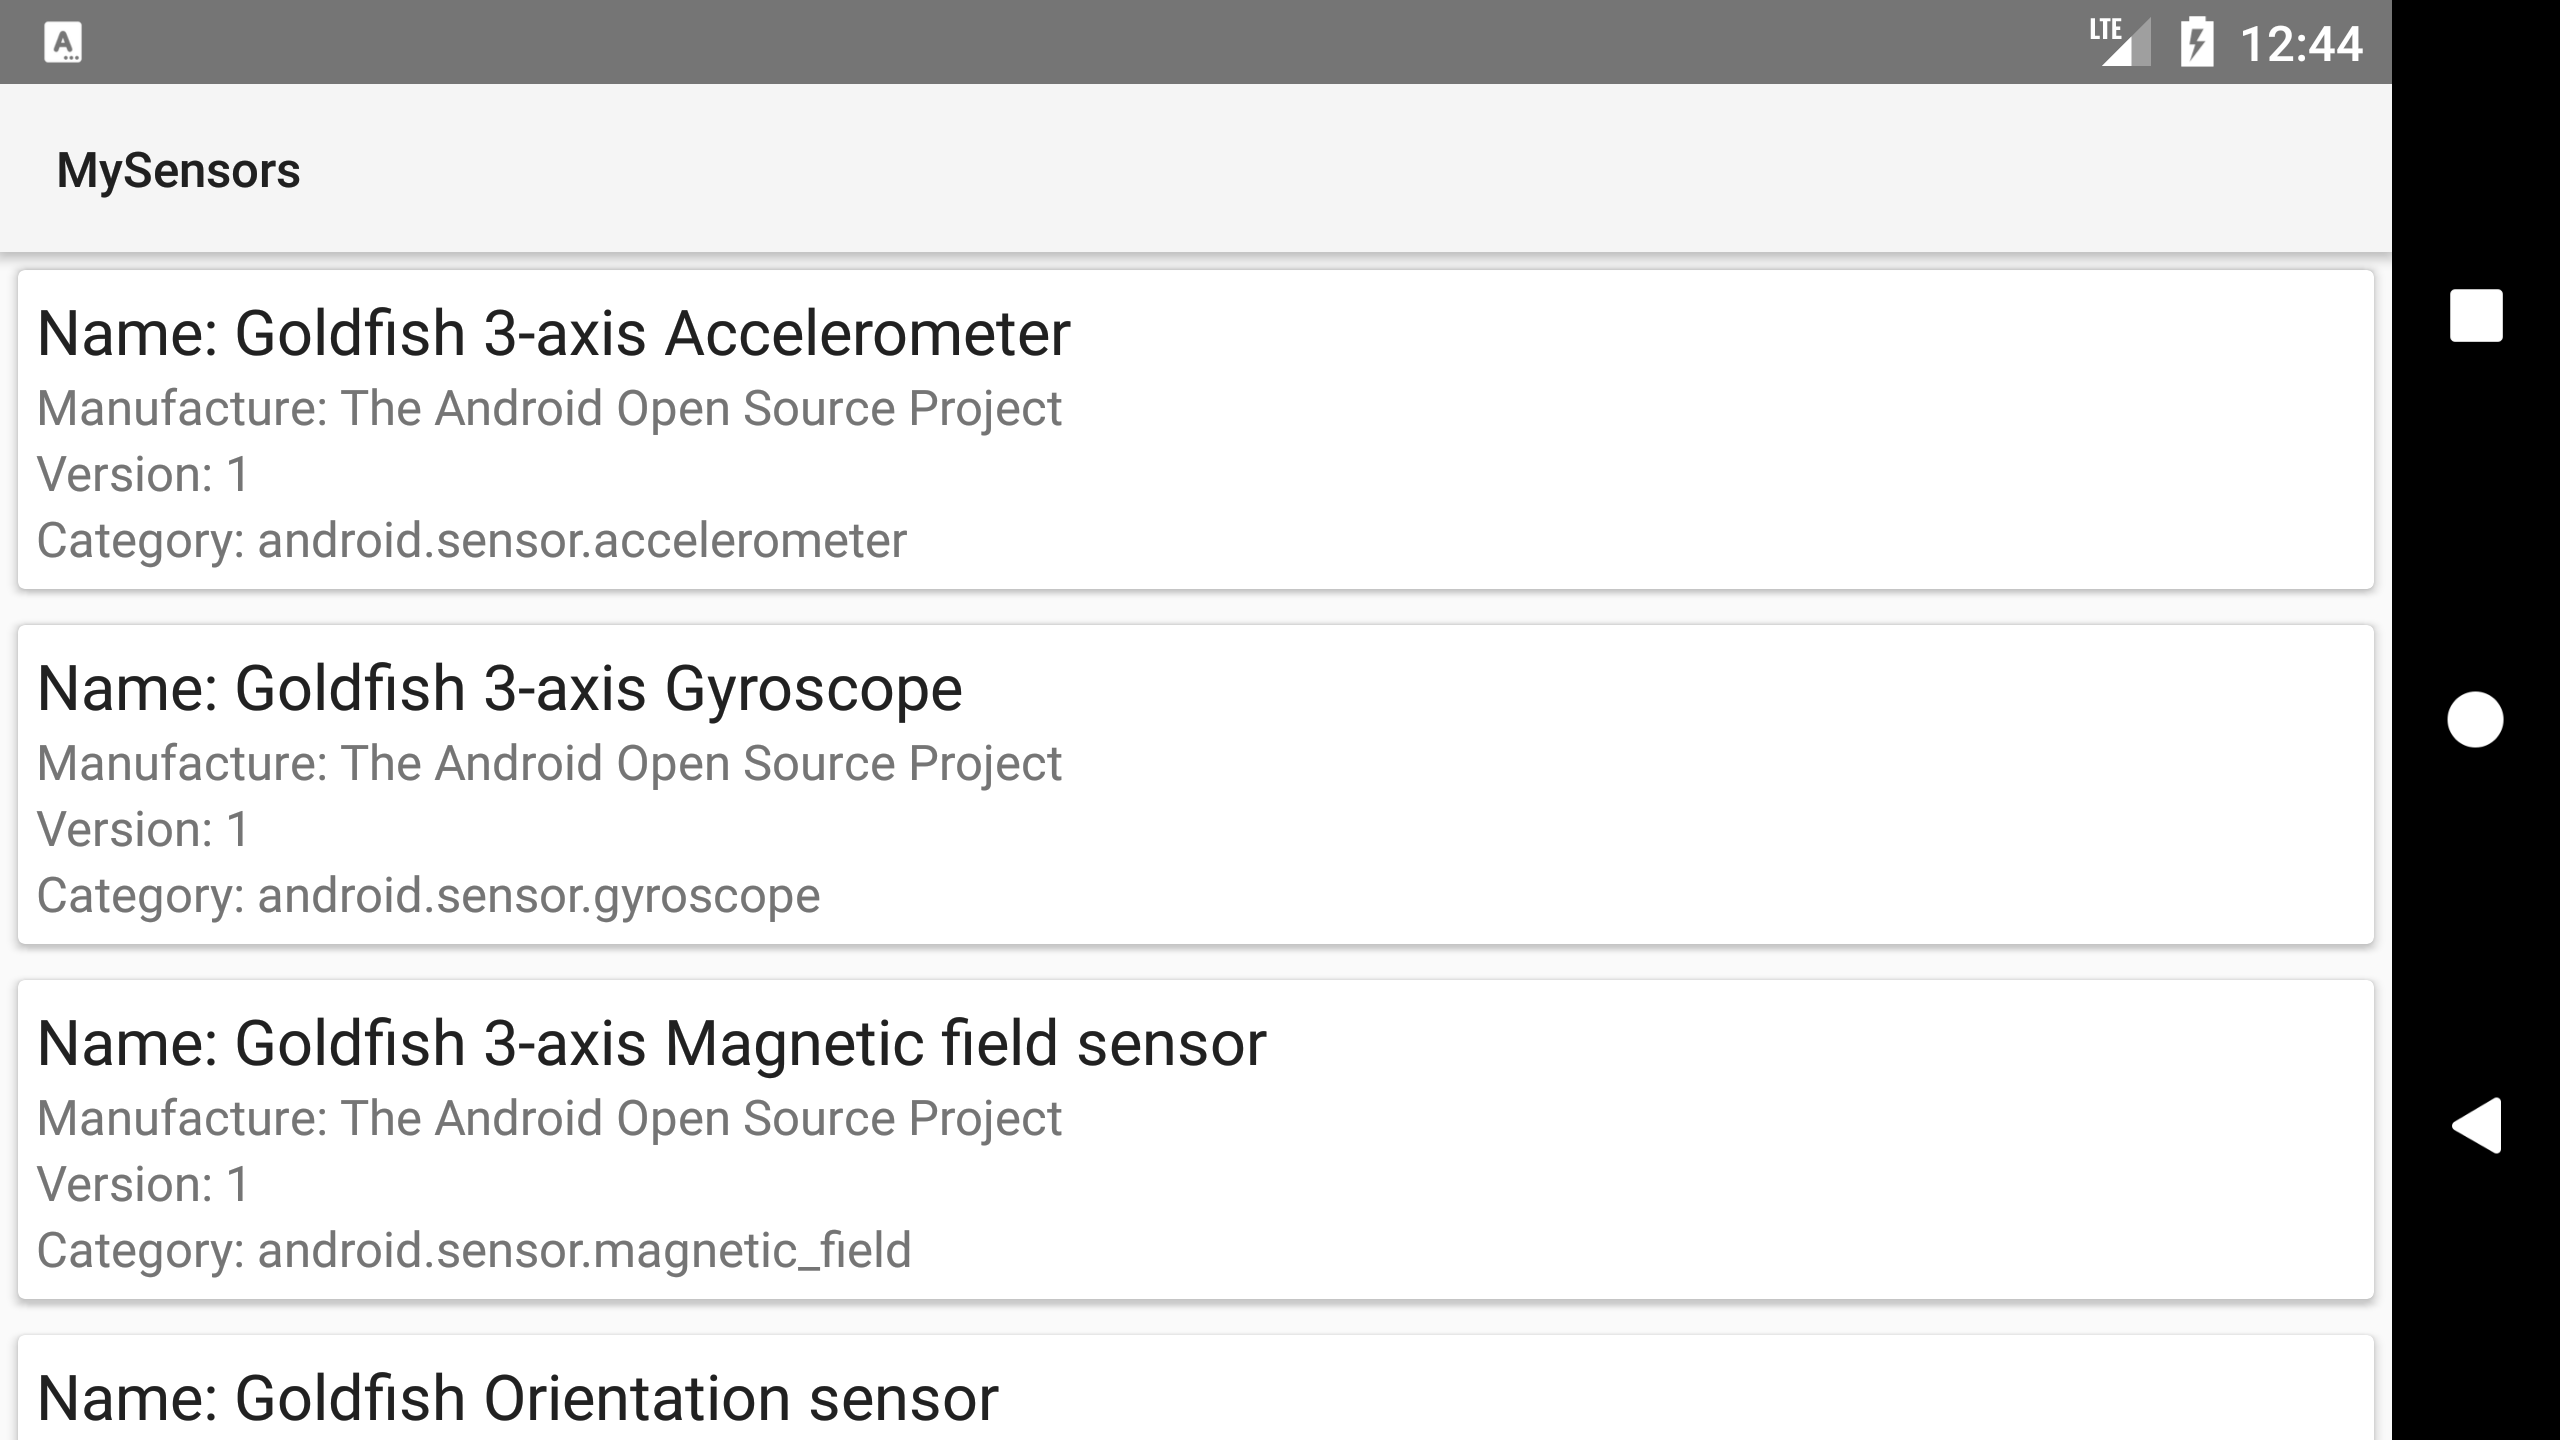 LTE 12:44
MySensors
Name: Goldfish 3-axis Accelerometer
Manufacture: The Android Open Source Project
Version: 1
Category: android.sensor.accelerometer
Name: Goldfish 3-axis Gyroscope
Manufacture: The Android Open Source Project
Version: 1
Category: android.sensor.gyroscope
Name: Goldfish 3-axis Magnetic field sensor
Manufacture: The Android Open Source Project
Version: 1
Category: android.sensor.magnetic_field
Name: Goldfish Orientation sensor